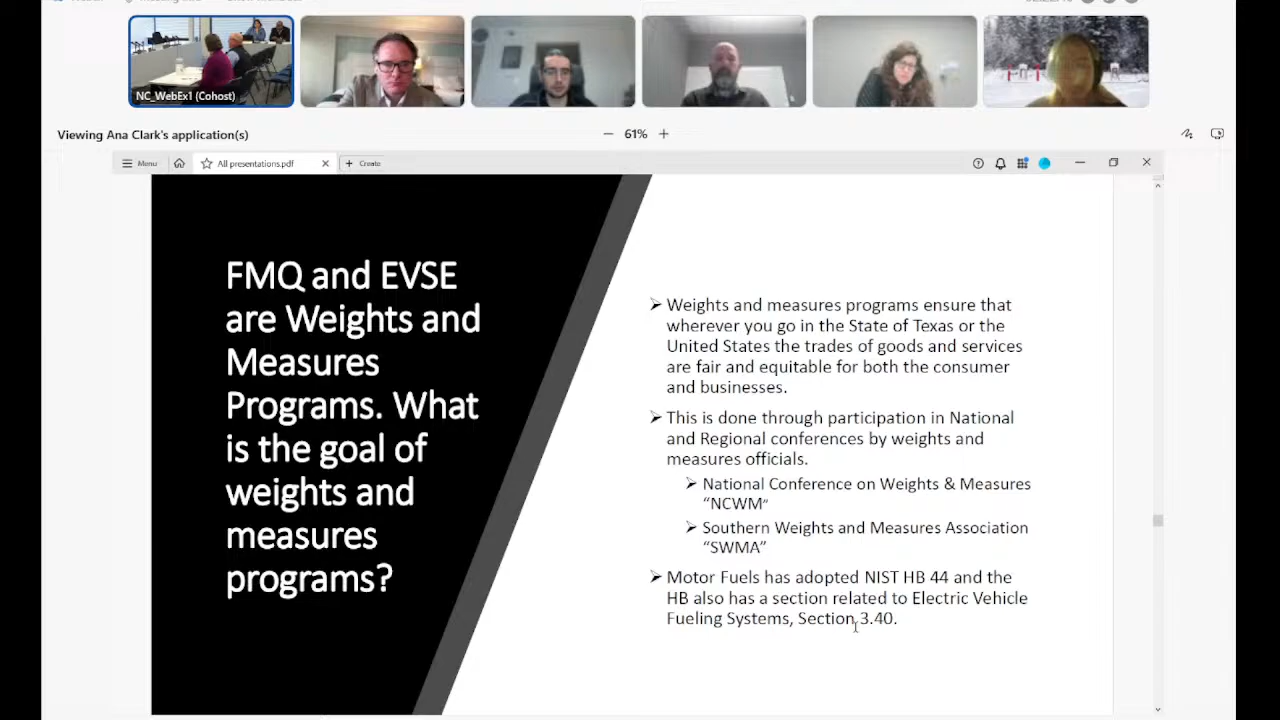 NC_WebEx1 (Cohost)
Viewing Ana Clark's application(s)
61%
Menu
All presentations.pdf
Create
FMQ and EVSE
are Weights and
Measures
Programs. What
is the goal of
weights and
measures
programs?
Weights and measures programs ensure that
wherever you go in the State of Texas or the
United States the trades of goods and services
are fair and equitable for both the consumer
and businesses.
This is done through participation in National
and Regional conferences by weights and
measures officials.
National Conference on Weights & Measures
“NCWM”
Southern Weights and Measures Association
“SWMA”
Motor Fuels has adopted NIST HB 44 and the
HB also has a section related to Electric Vehicle
Fueling Systems, Section 3.40.